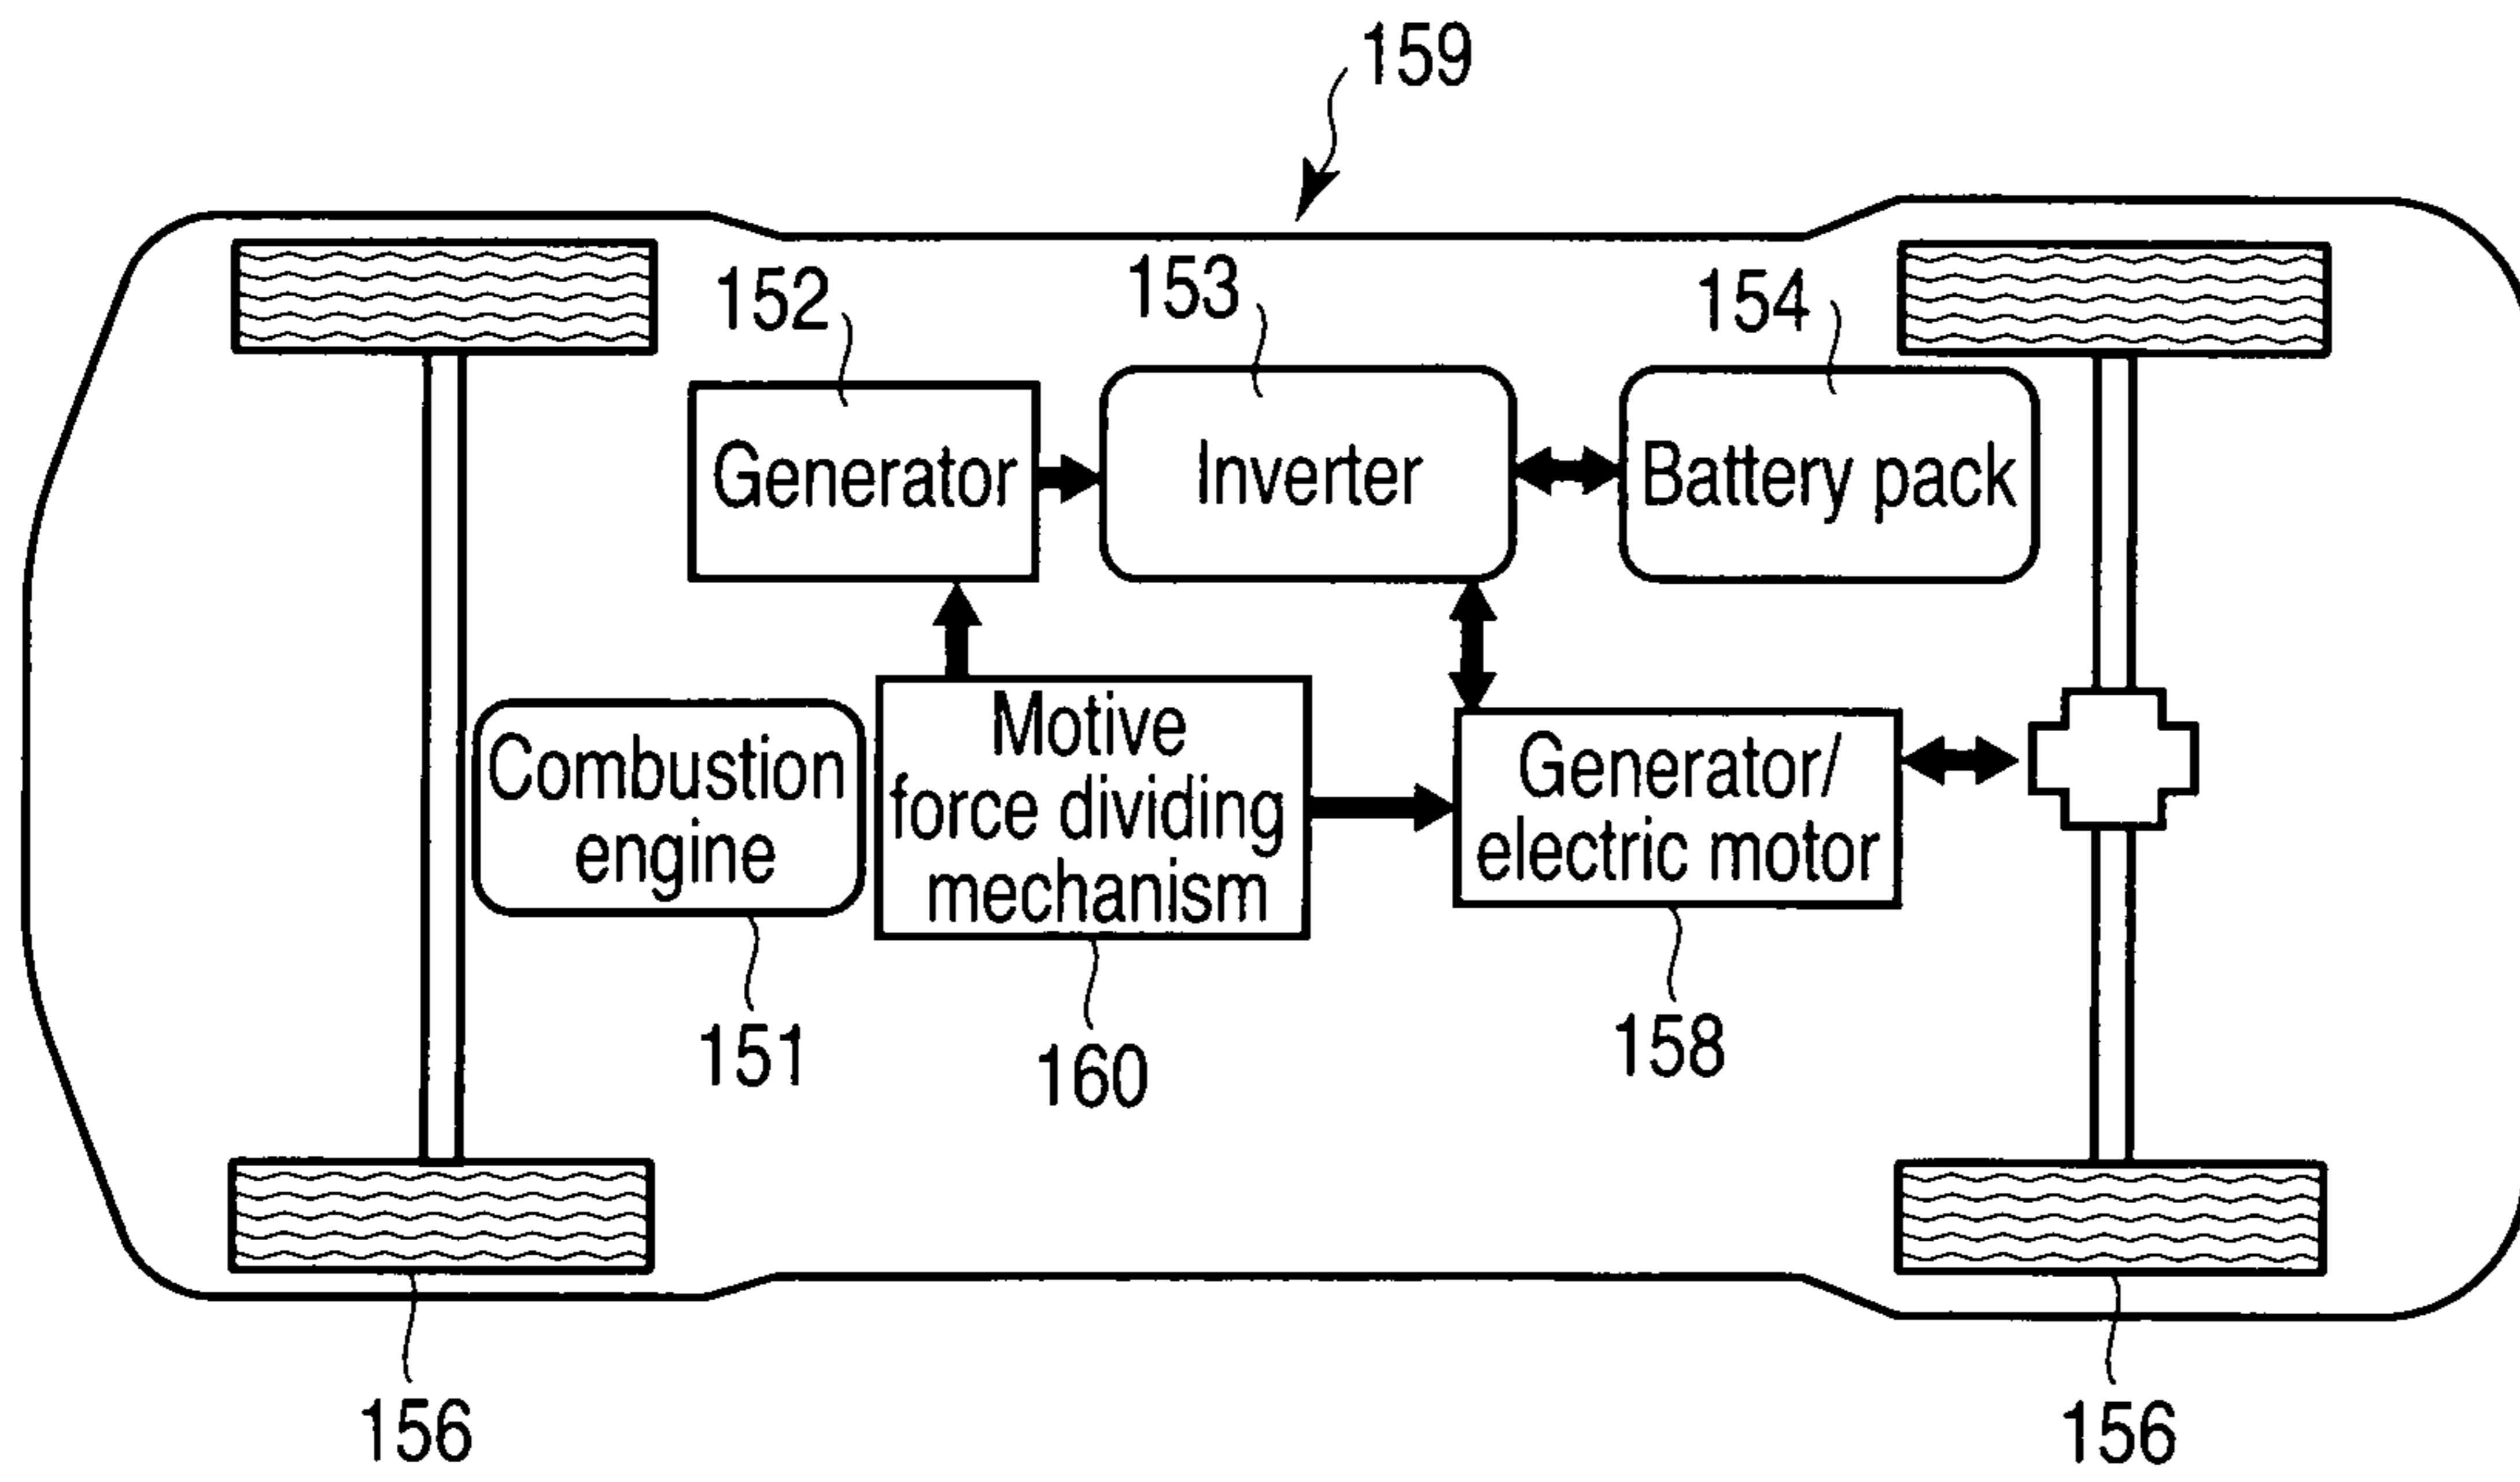 159
152
153
154
Generator
Inverter
Battery pack
Combustion
engine
Motive
force dividing
mechanism
Generator/
electric motor
151
160
158
156
156